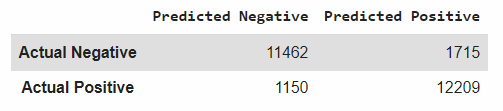 Predicted Negative Predicted Positive
Actual Negative 11462 1715
Actual Positive 1150 12209